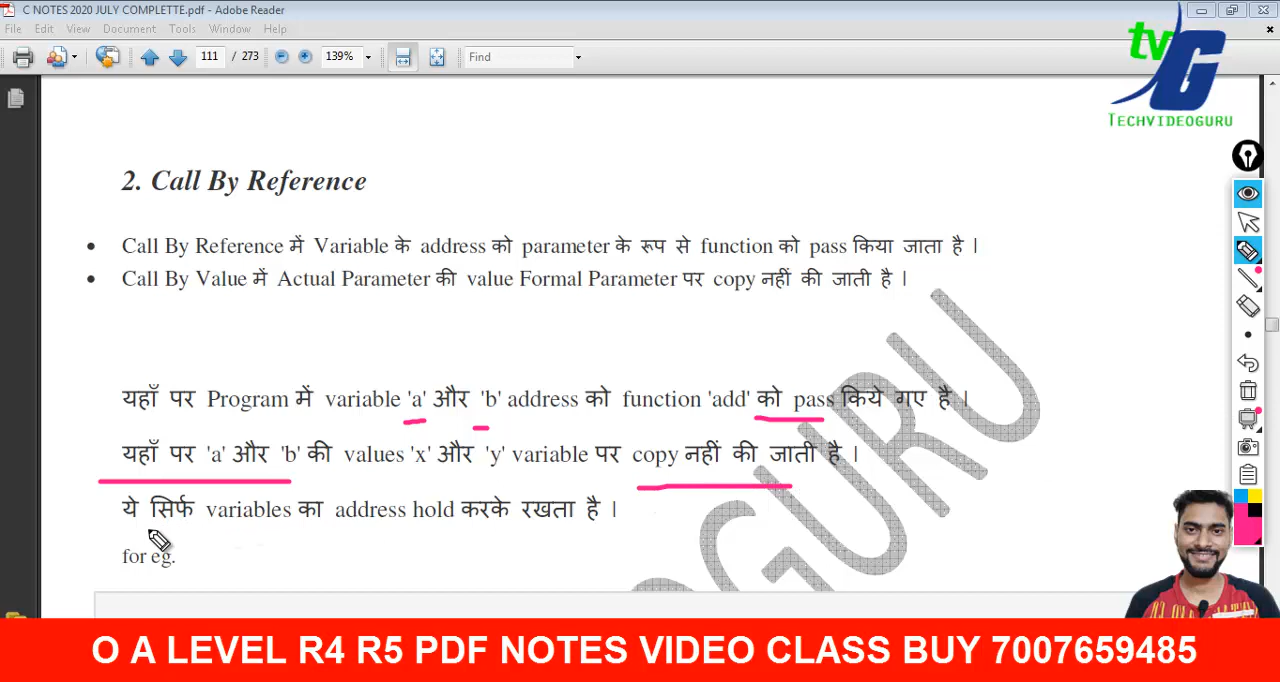 C NOTES 2020 JULY COMPLETTE.pdf - Adobe Reader
File Edit View Document Tools Window Help
111 / 273 139% Find
tvG
TECHVIDEOGURU
2. Call By Reference
• Call By Reference में Variable के address को parameter के रूप से function को pass किया जाता है |
• Call By Value में Actual Parameter की value Formal Parameter पर copy नहीं की जाती है |
यहाँ पर Program में variable 'a' और 'b' address को function 'add' को pass किये गए है |
यहाँ पर 'a' और 'b' की values 'x' और 'y' variable पर copy नहीं की जाती है |
ये सिर्फ variables का address hold करके रखता है |
for eg.
GURU
O A LEVEL R4 R5 PDF NOTES VIDEO CLASS BUY 7007659485